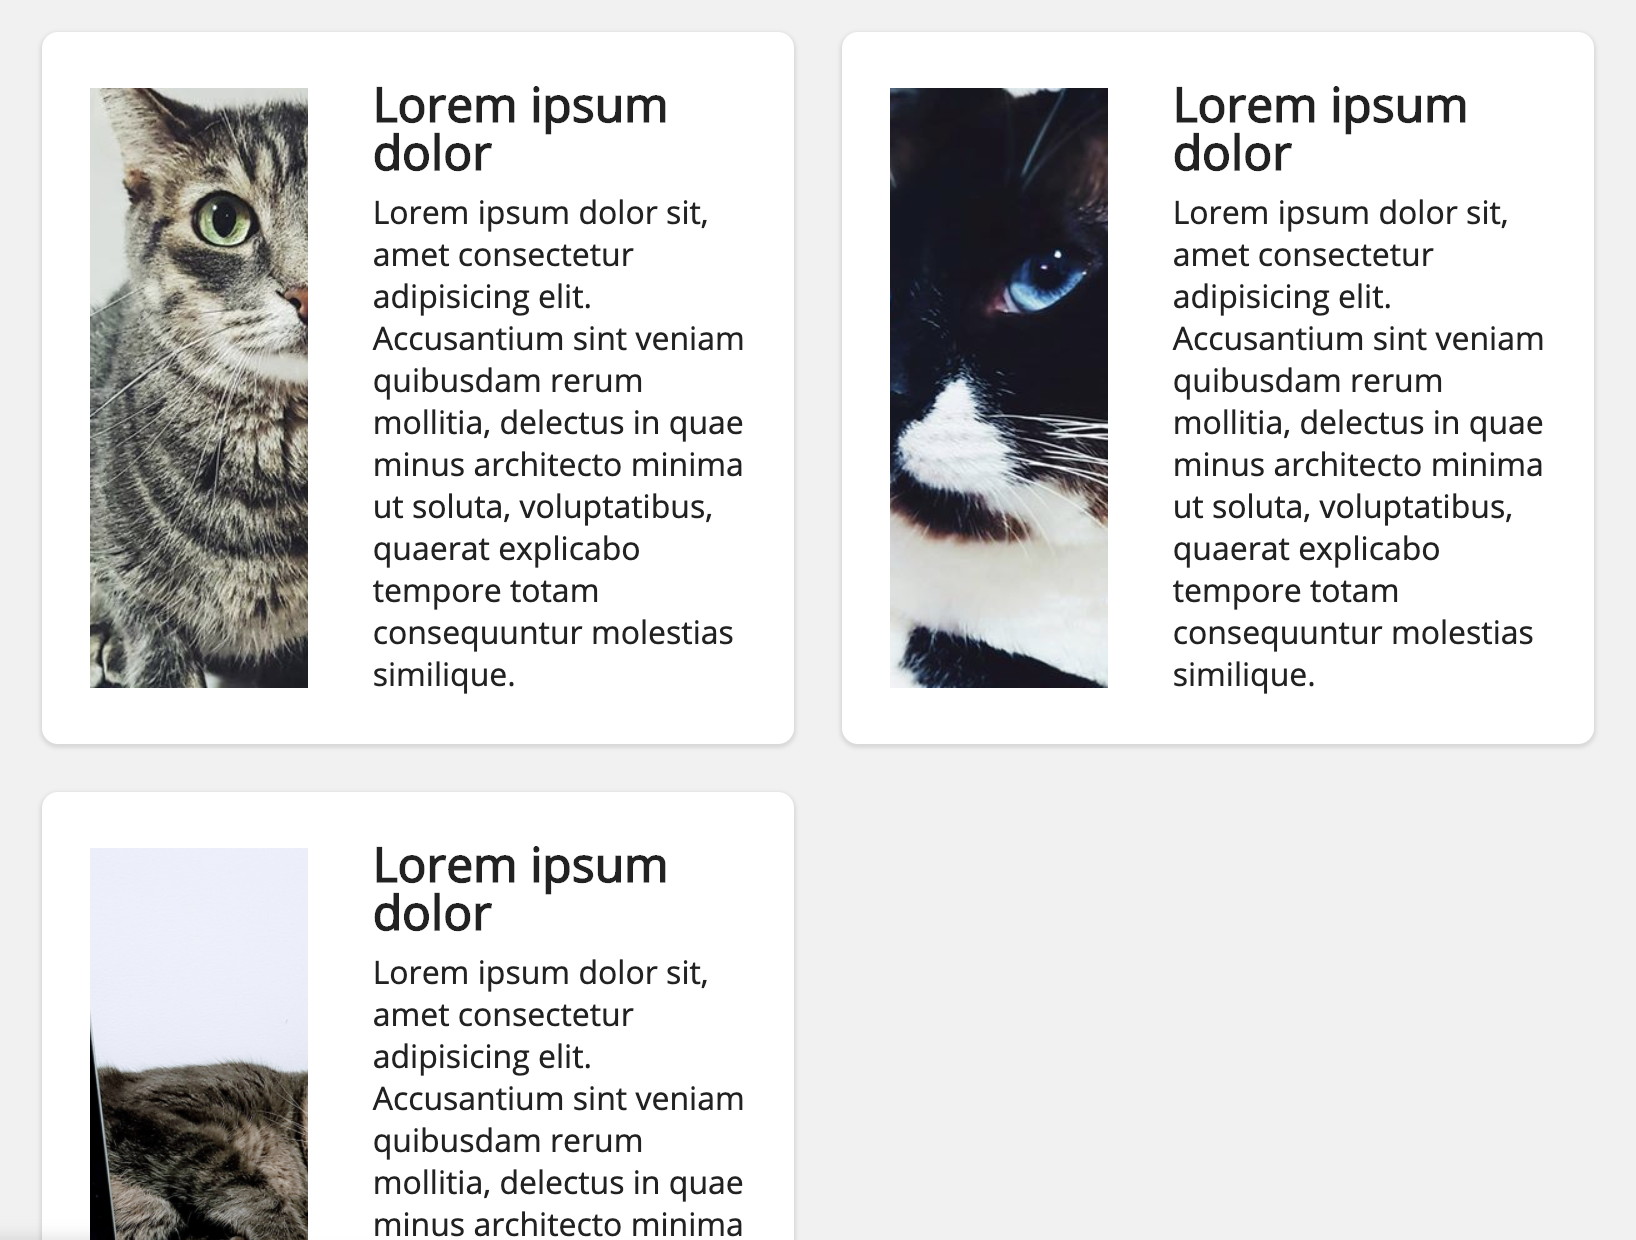 Lorem ipsum
dolor
Lorem ipsum dolor sit,
amet consectetur
adipisicing elit.
Accusantium sint veniam
quibusdam rerum
mollitia, delectus in quae
minus architecto minima
ut soluta, voluptatibus,
quaerat explicabo
tempore totam
consequuntur molestias
similique.
Lorem ipsum
dolor
Lorem ipsum dolor sit,
amet consectetur
adipisicing elit.
Accusantium sint veniam
quibusdam rerum
mollitia, delectus in quae
minus architecto minima
ut soluta, voluptatibus,
quaerat explicabo
tempore totam
consequuntur molestias
similique.
Lorem ipsum
dolor
Lorem ipsum dolor sit,
amet consectetur
adipisicing elit.
Accusantium sint veniam
quibusdam rerum
mollitia, delectus in quae
minus architecto minima